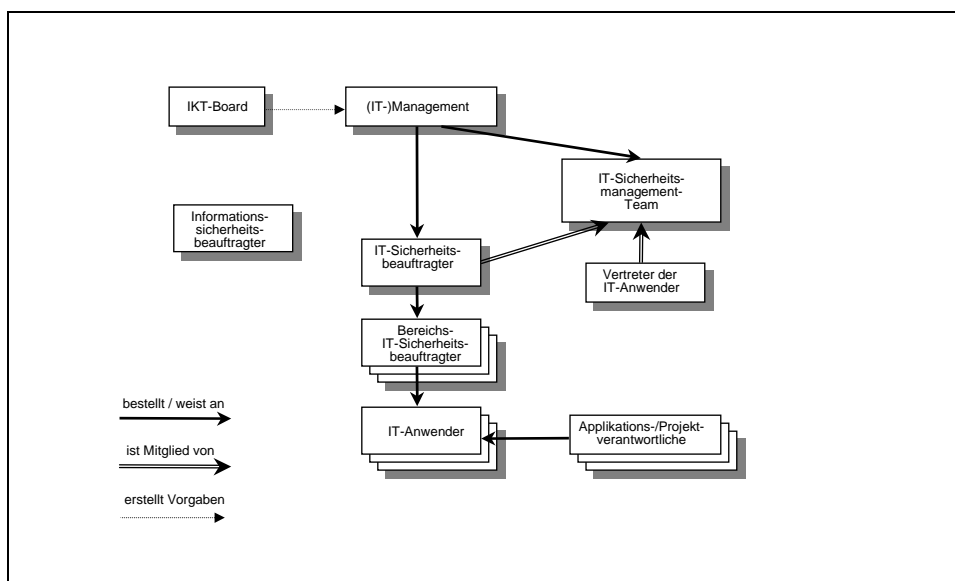 IKT-Board
(IT-)Management
IT-Sicherheits-
management-
Team
Informations-
sicherheits-
beauftragter
IT-Sicherheits-
beauftragter
Vertreter der
IT-Anwender
Bereichs-
IT-Sicherheits-
beauftragter
bestellt / weist an
IT-Anwender
Applikations-/Projekt-
verantwortliche
ist Mitglied von
erstellt Vorgaben